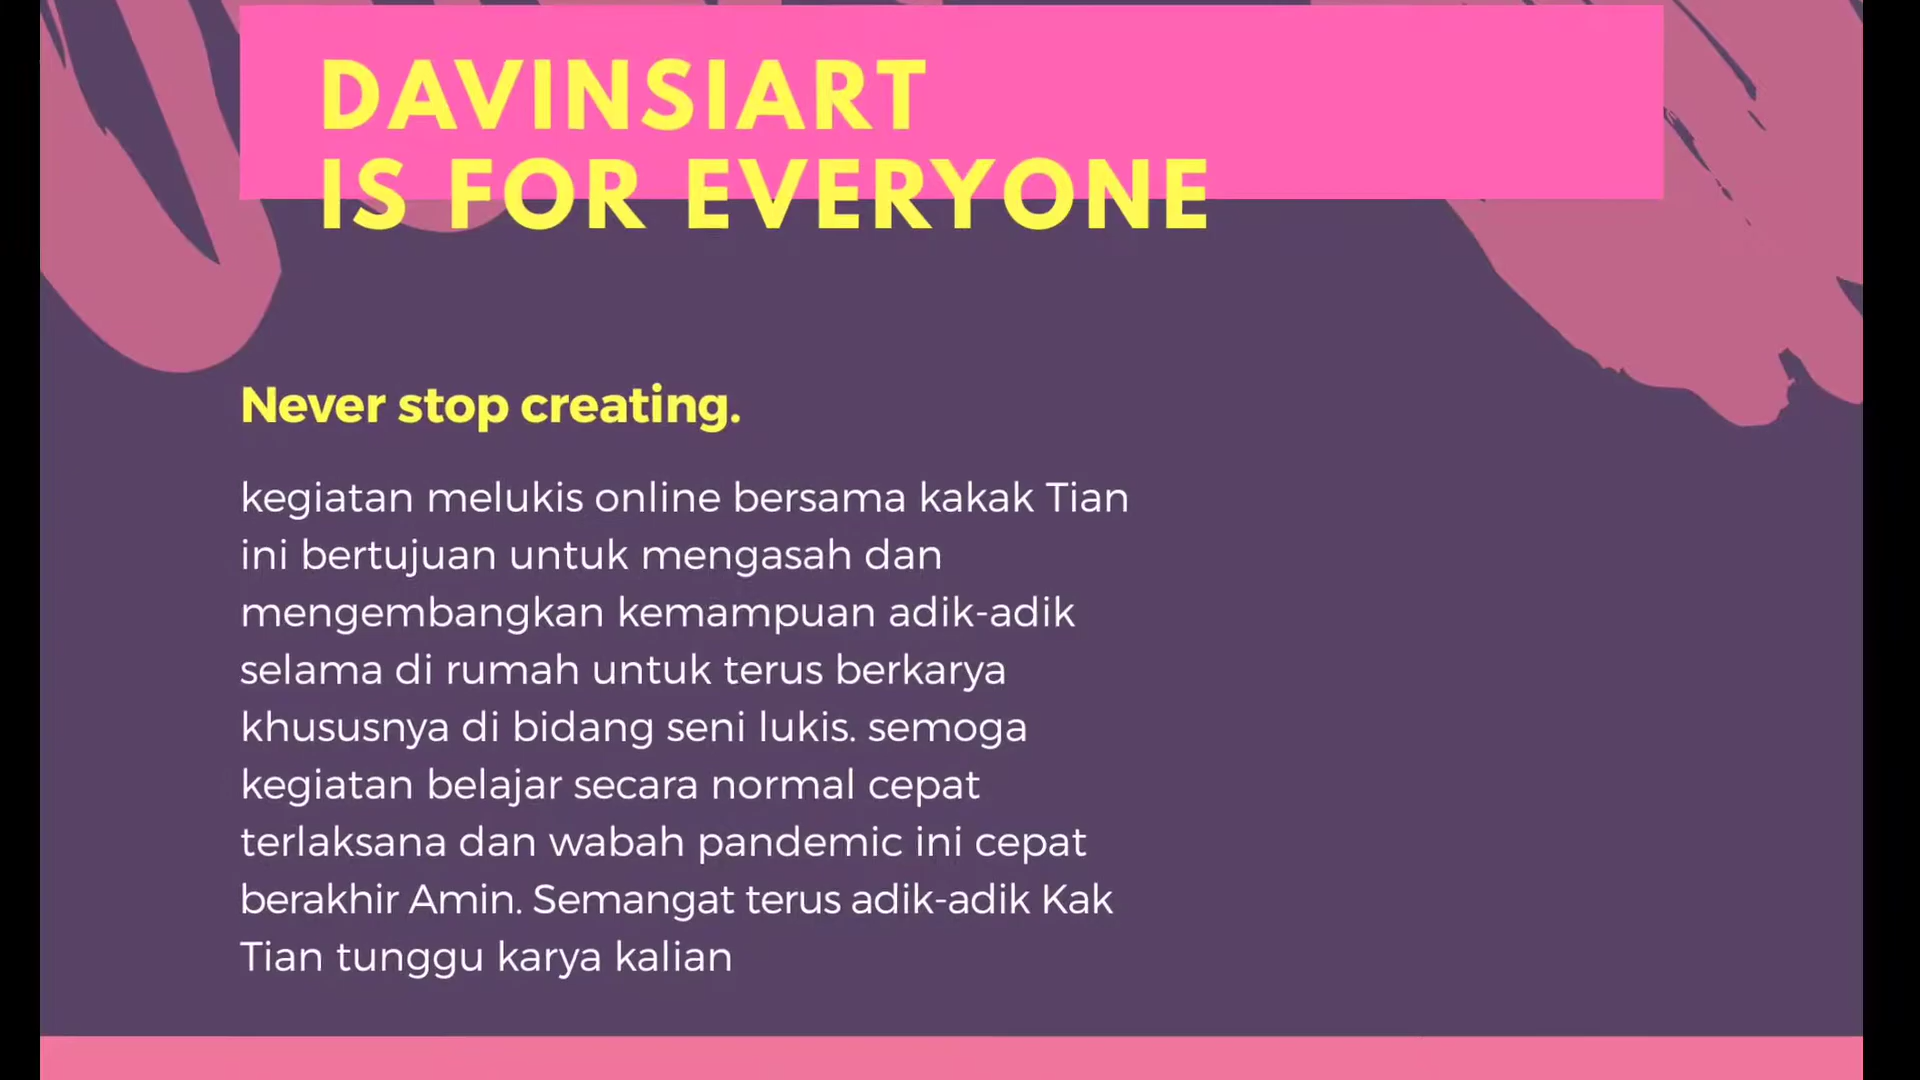 DAVINSIART
IS FOR EVERYONE
Never stop creating.
kegiatan melukis online bersama kakak Tian
ini bertujuan untuk mengasah dan
mengembangkan kemampuan adik-adik
selama di rumah untuk terus berkarya
khususnya di bidang seni lukis. semoga
kegiatan belajar secara normal cepat
terlaksana dan wabah pandemic ini cepat
berakhir Amin. Semangat terus adik-adik Kak
Tian tunggu karya kalian